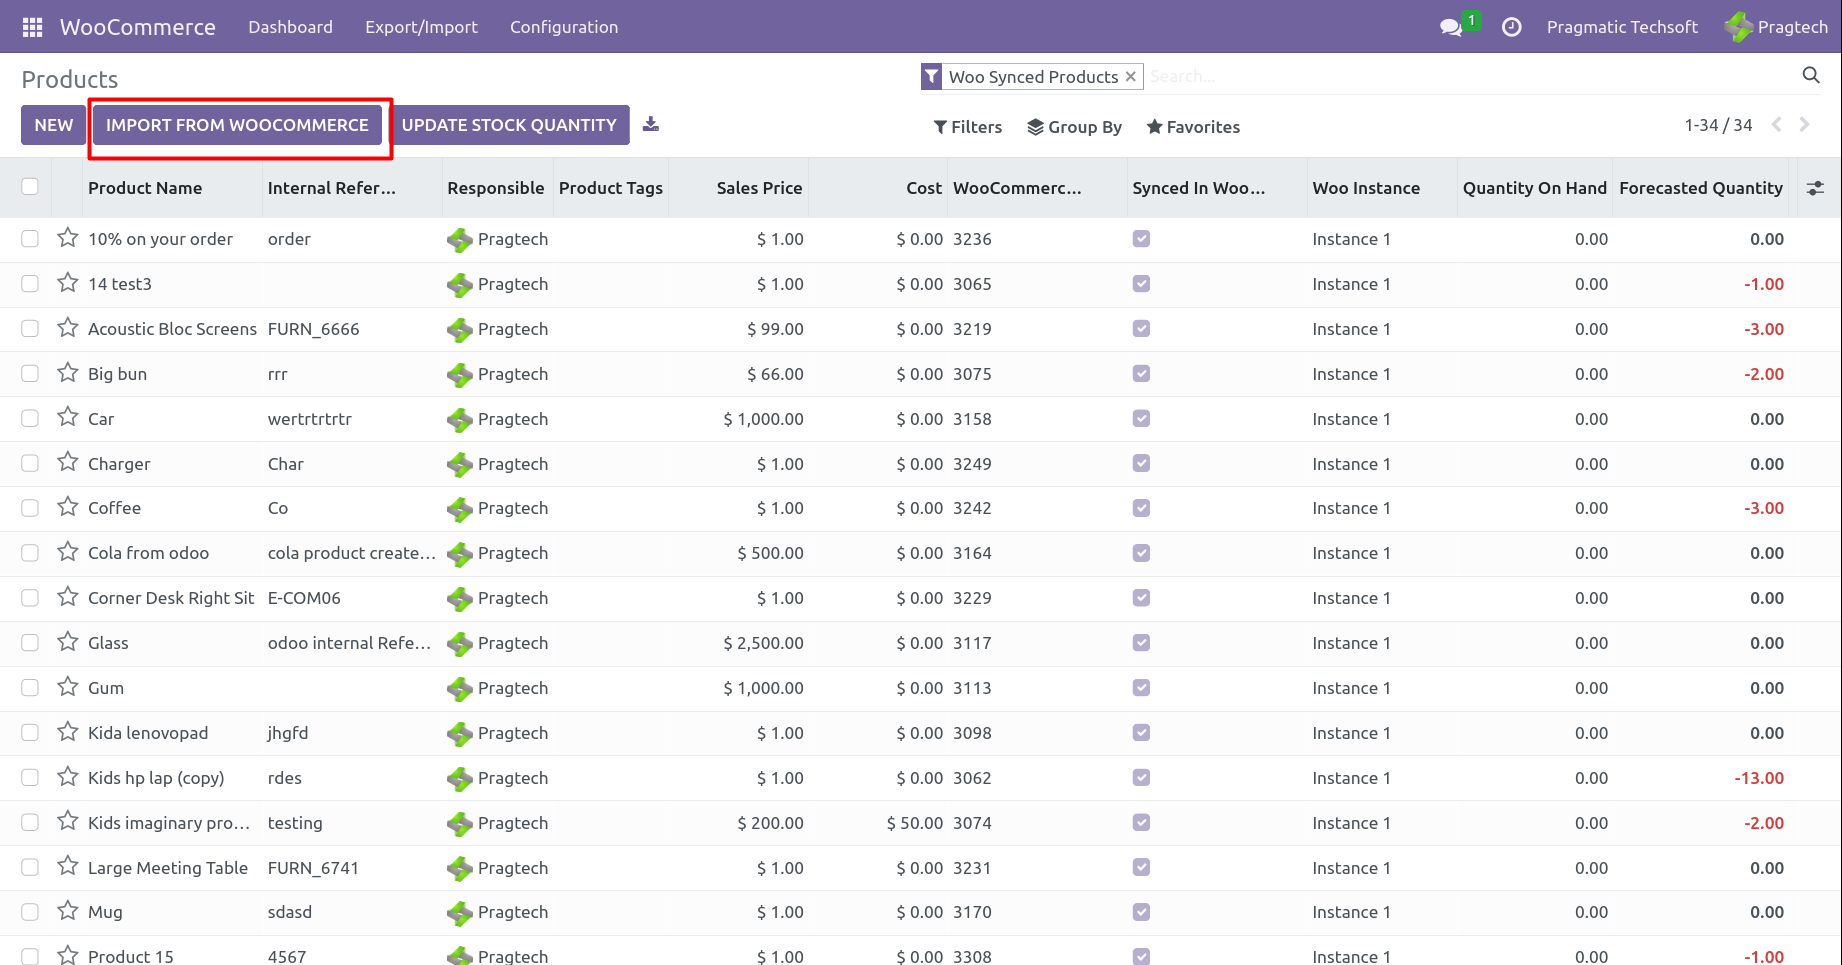 WooCommerce Dashboard Export/Import Configuration 1 Pragmatic Techsoft Pragtech
Products Woo Synced Products × Search...
NEW IMPORT FROM WOOCOMMERCE UPDATE STOCK QUANTITY Filters Group By Favorites 1-34 / 34
Product Name Internal Refer... Responsible Product Tags Sales Price Cost WooCommerc... Synced In Woo... Woo Instance Quantity On Hand Forecasted Quantity
10% on your order order Pragtech $ 1.00 $ 0.00 3236 Instance 1 0.00 0.00
14 test3 Pragtech $ 1.00 $ 0.00 3065 Instance 1 0.00 -1.00
Acoustic Bloc Screens FURN_6666 Pragtech $ 99.00 $ 0.00 3219 Instance 1 0.00 -3.00
Big bun rrr Pragtech $ 66.00 $ 0.00 3075 Instance 1 0.00 -2.00
Car wertrtrtrtr Pragtech $ 1,000.00 $ 0.00 3158 Instance 1 0.00 0.00
Charger Char Pragtech $ 1.00 $ 0.00 3249 Instance 1 0.00 0.00
Coffee Co Pragtech $ 1.00 $ 0.00 3242 Instance 1 0.00 -3.00
Cola from odoo cola product create... Pragtech $ 500.00 $ 0.00 3164 Instance 1 0.00 0.00
Corner Desk Right Sit E-COM06 Pragtech $ 1.00 $ 0.00 3229 Instance 1 0.00 0.00
Glass odoo internal Refe... Pragtech $ 2,500.00 $ 0.00 3117 Instance 1 0.00 0.00
Gum Pragtech $ 1,000.00 $ 0.00 3113 Instance 1 0.00 0.00
Kida lenovopad jhgfd Pragtech $ 1.00 $ 0.00 3098 Instance 1 0.00 0.00
Kids hp lap (copy) rdes Pragtech $ 1.00 $ 0.00 3062 Instance 1 0.00 -13.00
Kids imaginary pro... testing Pragtech $ 200.00 $ 50.00 3074 Instance 1 0.00 -2.00
Large Meeting Table FURN_6741 Pragtech $ 1.00 $ 0.00 3231 Instance 1 0.00 0.00
Mug sdasd Pragtech $ 1.00 $ 0.00 3170 Instance 1 0.00 0.00
Product 15 4567 Pragtech $ 1.00 $ 0.00 3308 Instance 1 0.00 -1.00